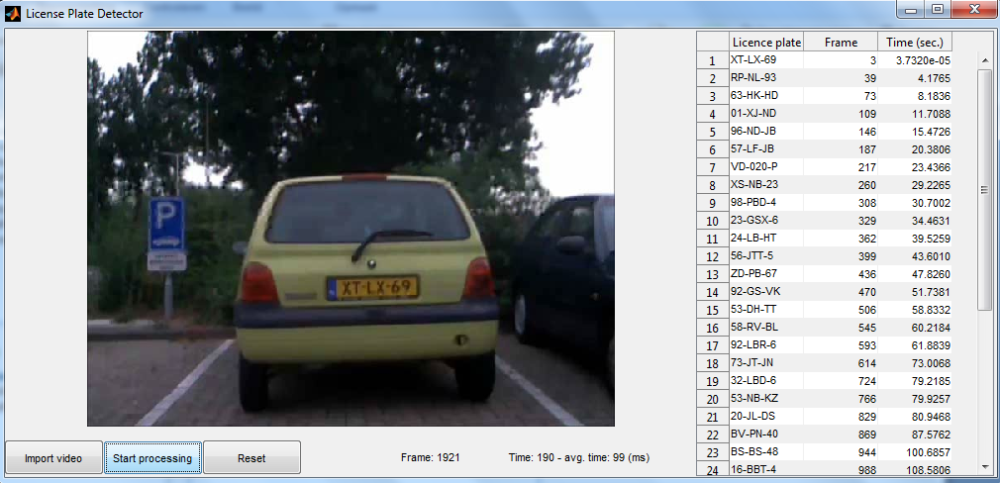 License Plate Detector
P
XT-LX-69
Licence plate Frame Time (sec.)
1 XT-LX-69 3 3.7320e-05
2 RP-NL-93 39 4.1765
3 63-HK-HD 73 8.1836
4 01-XJ-ND 109 11.7088
5 96-ND-JB 146 15.4726
6 57-LF-JB 187 20.3806
7 VD-020-P 217 23.4366
8 XS-NB-23 260 29.2265
9 98-PBD-4 308 30.7002
10 23-GSX-6 329 34.4631
11 24-LB-HT 362 39.5259
12 56-JTT-5 399 43.6010
13 ZD-PB-67 436 47.8260
14 92-GS-VK 470 51.7381
15 53-DH-TT 506 58.8332
16 58-RV-BL 545 60.2184
17 92-LBR-6 593 61.8839
18 73-JT-JN 614 73.0068
19 32-LBD-6 724 79.2185
20 53-NB-KZ 766 79.9257
21 20-JL-DS 829 80.9468
22 BV-PN-40 869 87.5762
23 BS-BS-48 944 100.6857
24 16-BBT-4 988 108.5806
Import video Start processing Reset
Frame: 1921 Time: 190 - avg. time: 99 (ms)